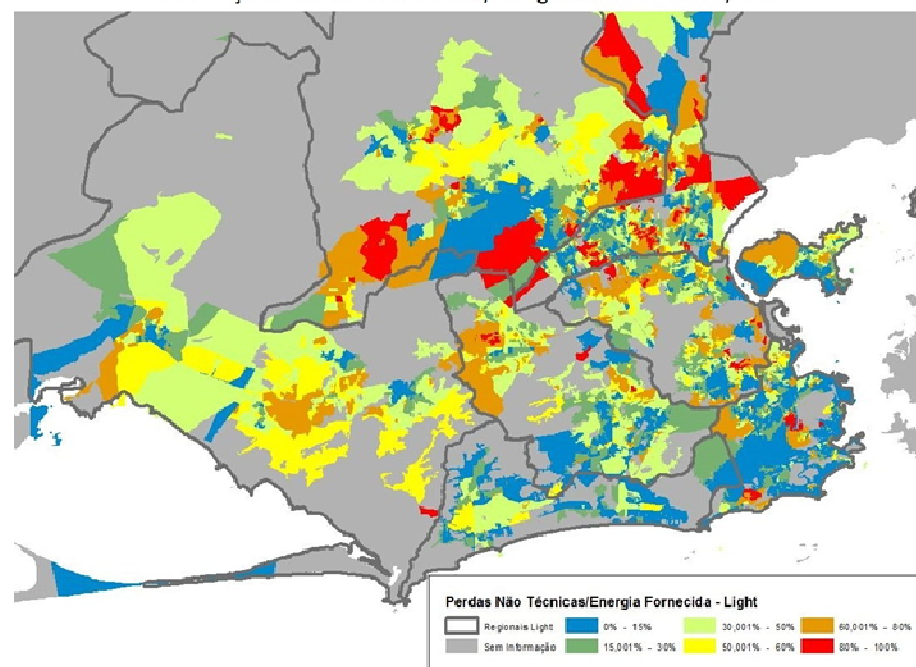 Perdas Não Técnicas/Energia Fornecida - Light
Regionais Light 0% - 15% 30,001% - 50% 60,001% - 80%
Sem Informação 15,001% - 30% 50,001% - 60% 80% - 100%